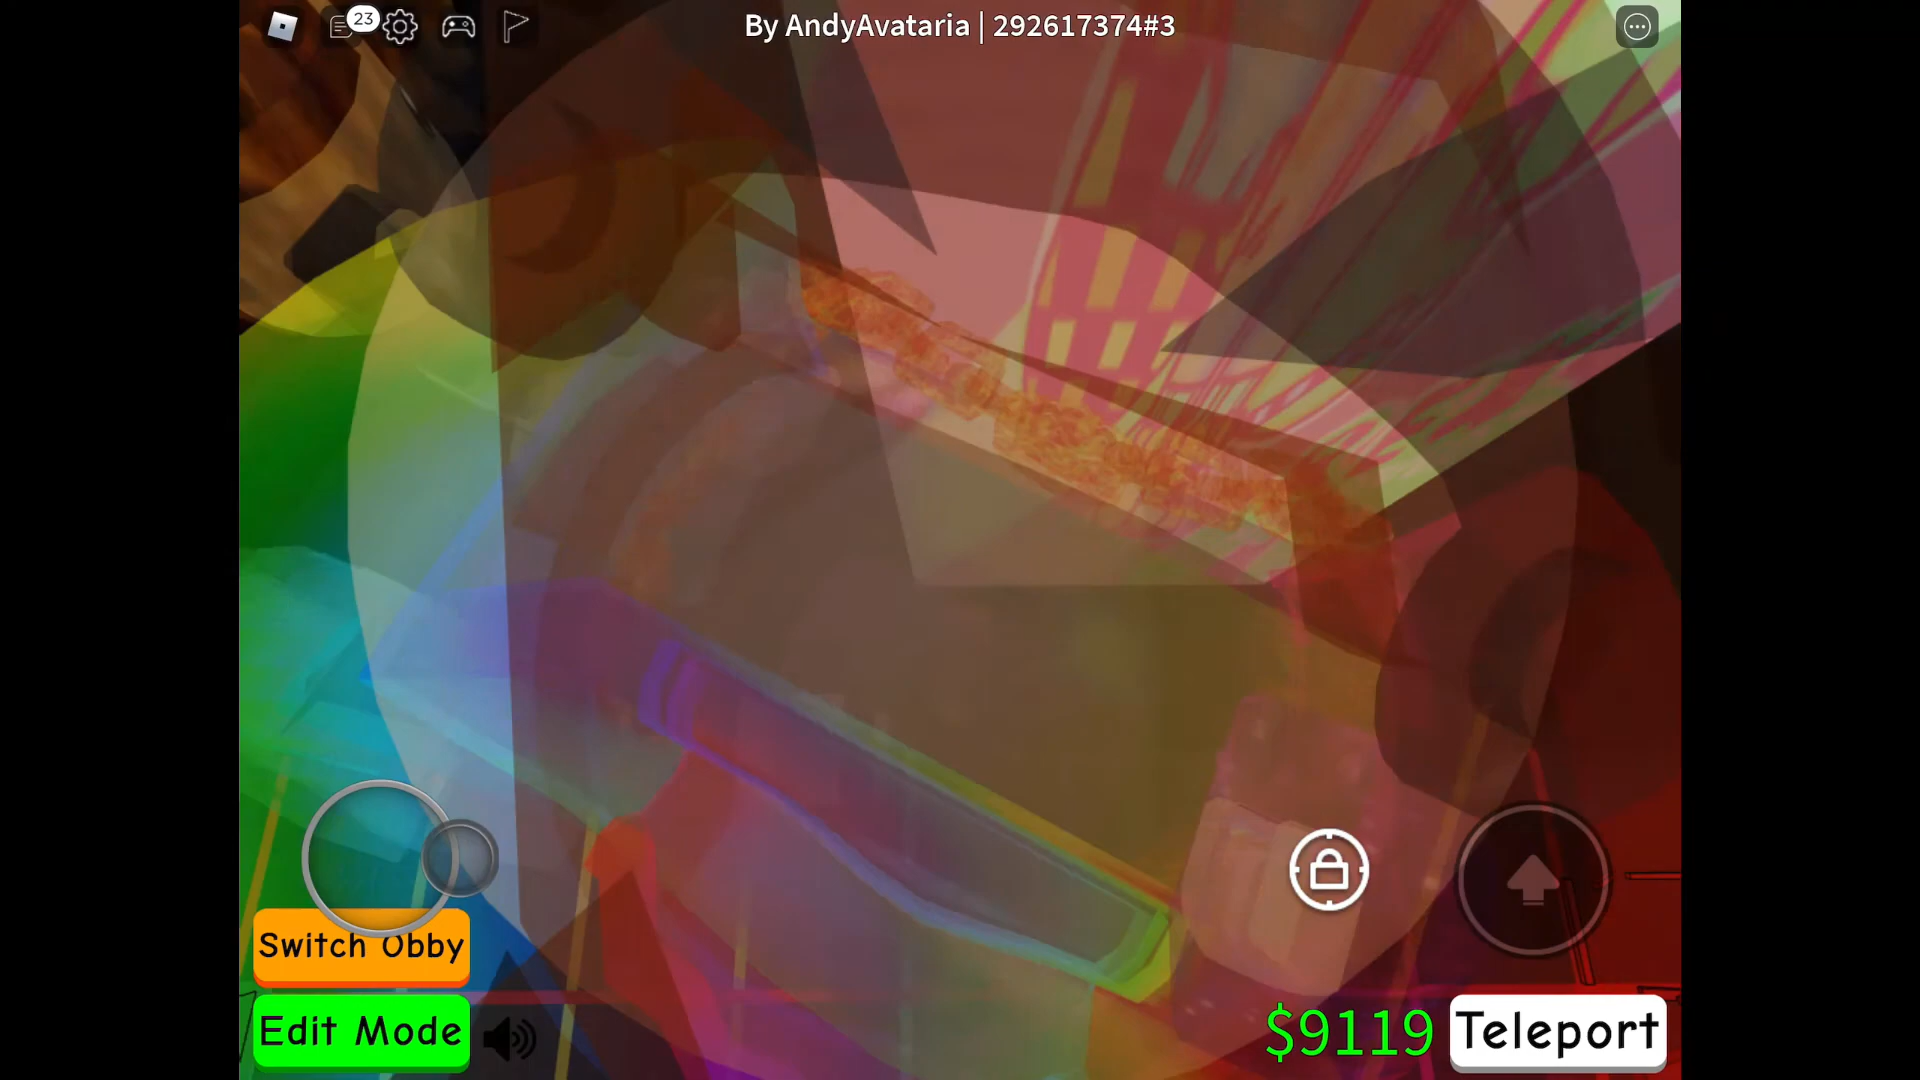 23
By AndyAvataria | 292617374#3
Switch Obby
Edit Mode
$9119
Teleport